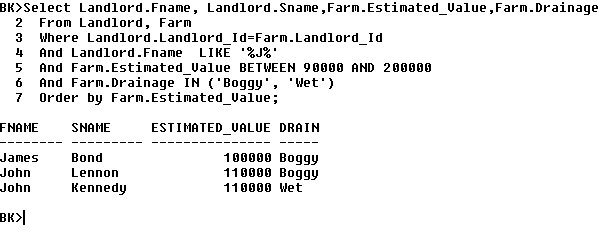 BK>Select Landlord.Fname, Landlord.Sname,Farm.Estimated_Value,Farm.Drainage
2 From Landlord, Farm
3 Where Landlord.Landlord_Id=Farm.Landlord_Id
4 And Landlord.Fname  LIKE '%J%'
5 And Farm.Estimated_Value BETWEEN 90000 AND 200000
6 And Farm.Drainage IN ('Boggy', 'Wet')
7 Order by Farm.Estimated_Value;
FNAME    SNAME     ESTIMATED_VALUE DRAIN
-------- --------- --------------- -----
James    Bond               100000 Boggy
John     Lennon             110000 Boggy
John     Kennedy            110000 Wet
BK>